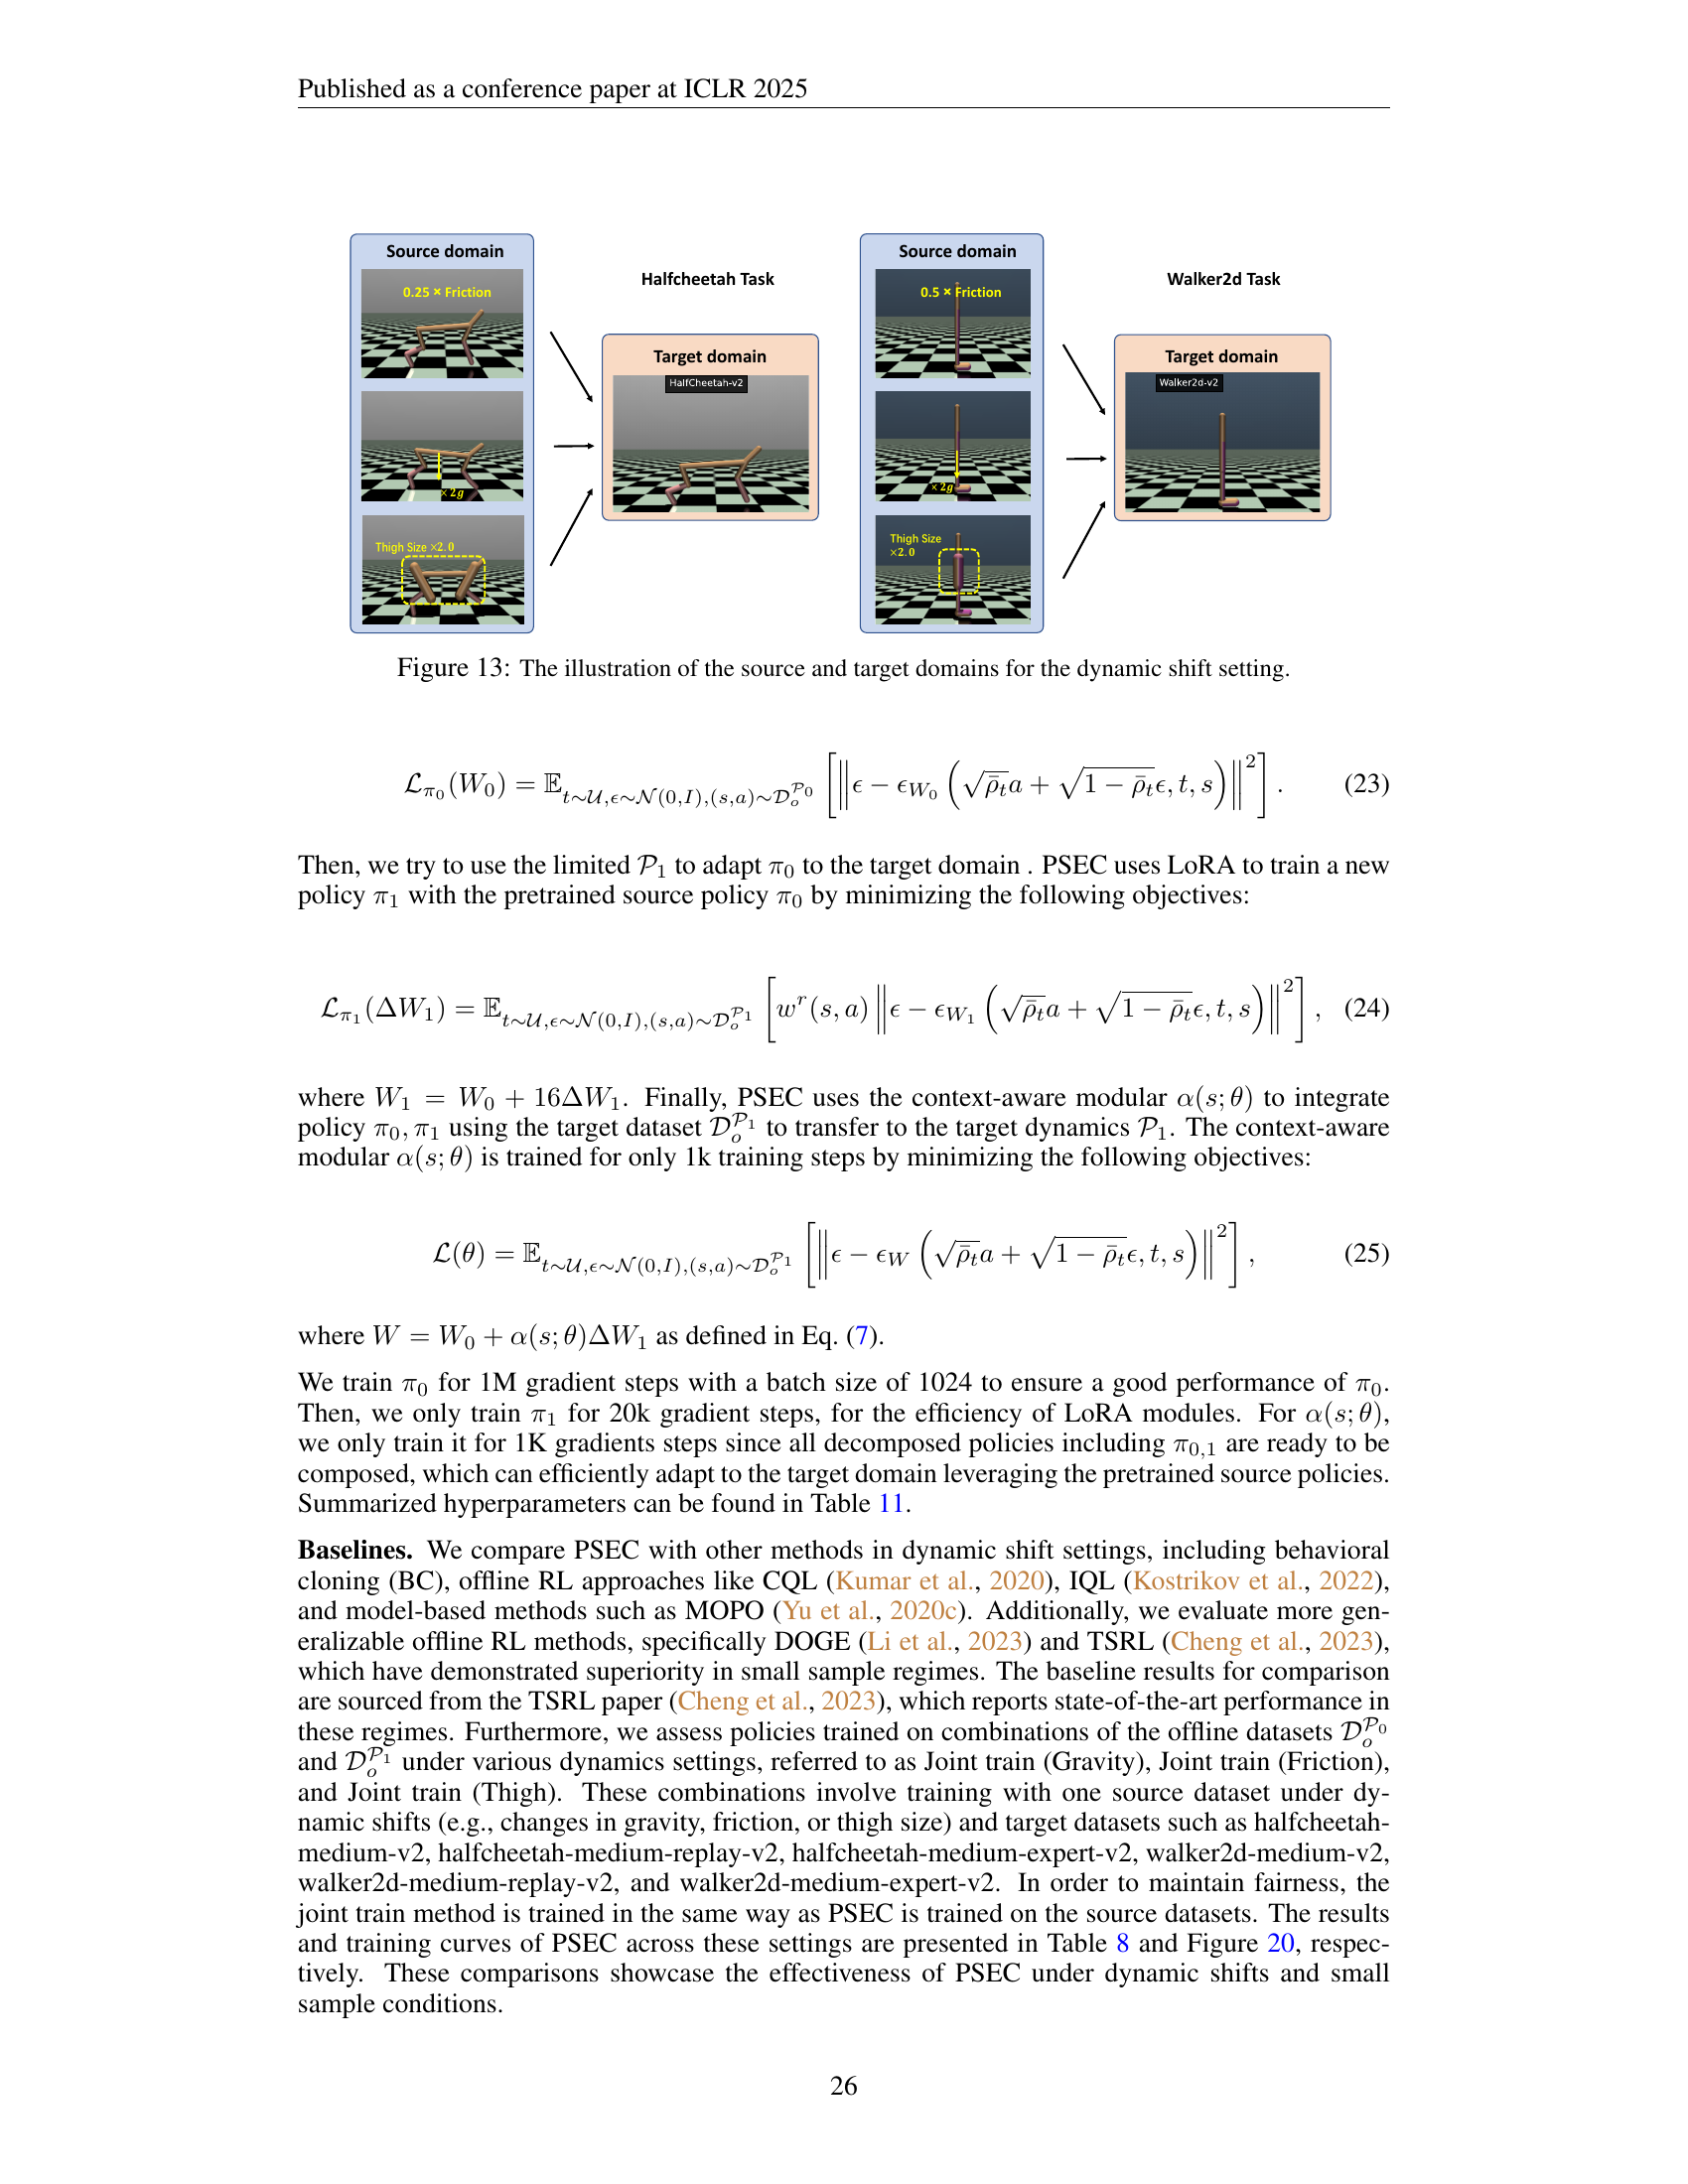 Published as a conference paper at ICLR 2025
Source domain
0.25 × Friction
×2g
Thigh Size ×2.0
Halfcheetah Task
Target domain
HalfCheetah-v2
Source domain
0.5 × Friction
×2g
Thigh Size
×2.0
Walker2d Task
Target domain
Walker2d-v2
Figure 13: The illustration of the source and target domains for the dynamic shift setting.
$\mathcal{L}_{\pi_0}(W_0) = \mathbb{E}_{t\sim\mathcal{U},\epsilon\sim\mathcal{N}(0,I),(s,a)\sim\mathcal{D}_o^{\mathcal{P}_0}} \left[ \left\| \epsilon - \epsilon_{W_0} \left( \sqrt{\bar{\rho}_t} a + \sqrt{1-\bar{\rho}_t} \epsilon, t, s \right) \right\|^2 \right].$ (23)
Then, we try to use the limited $\mathcal{P}_1$ to adapt $\pi_0$ to the target domain . PSEC uses LoRA to train a new
policy $\pi_1$ with the pretrained source policy $\pi_0$ by minimizing the following objectives:
$\mathcal{L}_{\pi_1}(\Delta W_1) = \mathbb{E}_{t\sim\mathcal{U},\epsilon\sim\mathcal{N}(0,I),(s,a)\sim\mathcal{D}_o^{\mathcal{P}_1}} \left[ w^r(s,a) \left\| \epsilon - \epsilon_{W_1} \left( \sqrt{\bar{\rho}_t} a + \sqrt{1-\bar{\rho}_t} \epsilon, t, s \right) \right\|^2 \right],$ (24)
where $W_1 = W_0 + 16\Delta W_1$. Finally, PSEC uses the context-aware modular $\alpha(s;\theta)$ to integrate
policy $\pi_0, \pi_1$ using the target dataset $\mathcal{D}_o^{\mathcal{P}_1}$ to transfer to the target dynamics $\mathcal{P}_1$. The context-aware
modular $\alpha(s;\theta)$ is trained for only 1k training steps by minimizing the following objectives:
$\mathcal{L}(\theta) = \mathbb{E}_{t\sim\mathcal{U},\epsilon\sim\mathcal{N}(0,I),(s,a)\sim\mathcal{D}_o^{\mathcal{P}_1}} \left[ \left\| \epsilon - \epsilon_W \left( \sqrt{\bar{\rho}_t} a + \sqrt{1-\bar{\rho}_t} \epsilon, t, s \right) \right\|^2 \right],$ (25)
where $W = W_0 + \alpha(s;\theta)\Delta W_1$ as defined in Eq. (7).
We train $\pi_0$ for 1M gradient steps with a batch size of 1024 to ensure a good performance of $\pi_0$.
Then, we only train $\pi_1$ for 20k gradient steps, for the efficiency of LoRA modules. For $\alpha(s;\theta)$,
we only train it for 1K gradients steps since all decomposed policies including $\pi_{0,1}$ are ready to be
composed, which can efficiently adapt to the target domain leveraging the pretrained source policies.
Summarized hyperparameters can be found in Table 11.
Baselines. We compare PSEC with other methods in dynamic shift settings, including behavioral
cloning (BC), offline RL approaches like CQL (Kumar et al., 2020), IQL (Kostrikov et al., 2022),
and model-based methods such as MOPO (Yu et al., 2020c). Additionally, we evaluate more gen-
eralizable offline RL methods, specifically DOGE (Li et al., 2023) and TSRL (Cheng et al., 2023),
which have demonstrated superiority in small sample regimes. The baseline results for comparison
are sourced from the TSRL paper (Cheng et al., 2023), which reports state-of-the-art performance in
these regimes. Furthermore, we assess policies trained on combinations of the offline datasets $\mathcal{D}_o^{\mathcal{P}_0}$
and $\mathcal{D}_o^{\mathcal{P}_1}$ under various dynamics settings, referred to as Joint train (Gravity), Joint train (Friction),
and Joint train (Thigh). These combinations involve training with one source dataset under dy-
namic shifts (e.g., changes in gravity, friction, or thigh size) and target datasets such as halfcheetah-
medium-v2, halfcheetah-medium-replay-v2, halfcheetah-medium-expert-v2, walker2d-medium-v2,
walker2d-medium-replay-v2, and walker2d-medium-expert-v2. In order to maintain fairness, the
joint train method is trained in the same way as PSEC is trained on the source datasets. The results
and training curves of PSEC across these settings are presented in Table 8 and Figure 20, respec-
tively. These comparisons showcase the effectiveness of PSEC under dynamic shifts and small
sample conditions.
26